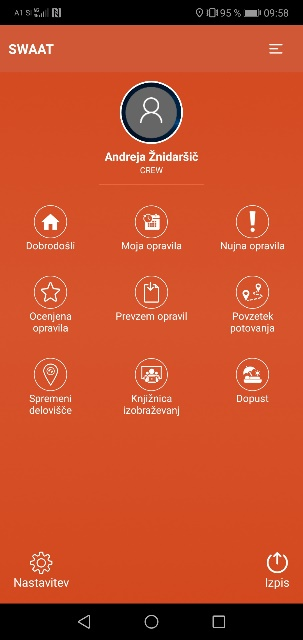 A1 SI 95 % 09:58
SWAAT
Andreja Žnidaršič
CREW
Dobrodošli
Moja opravila
Nujna opravila
Ocenjena
opravila
Prevzem opravil
Povzetek
potovanja
Spremeni
delovišče
Knjižnica
izobraževanj
Dopust
Nastavitev
Izpis